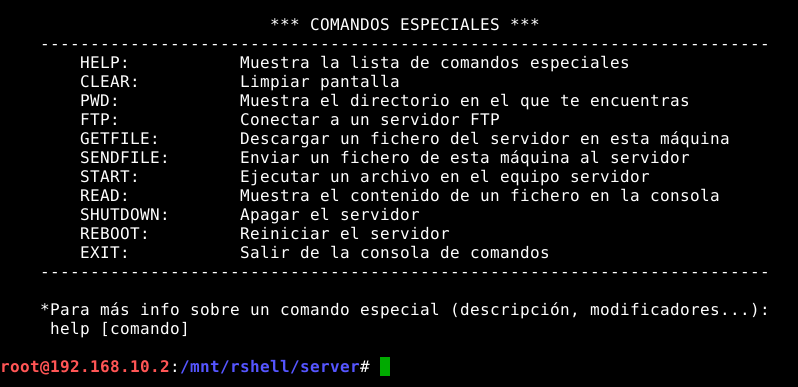 *** COMANDOS ESPECIALES ***
-------------------------------------------------------------------------
HELP: Muestra la lista de comandos especiales
CLEAR: Limpiar pantalla
PWD: Muestra el directorio en el que te encuentras
FTP: Conectar a un servidor FTP
GETFILE: Descargar un fichero del servidor en esta máquina
SENDFILE: Enviar un fichero de esta máquina al servidor
START: Ejecutar un archivo en el equipo servidor
READ: Muestra el contenido de un fichero en la consola
SHUTDOWN: Apagar el servidor
REBOOT: Reiniciar el servidor
EXIT: Salir de la consola de comandos
-------------------------------------------------------------------------
*Para más info sobre un comando especial (descripción, modificadores...):
help [comando]
root@192.168.10.2:/mnt/rshell/server#